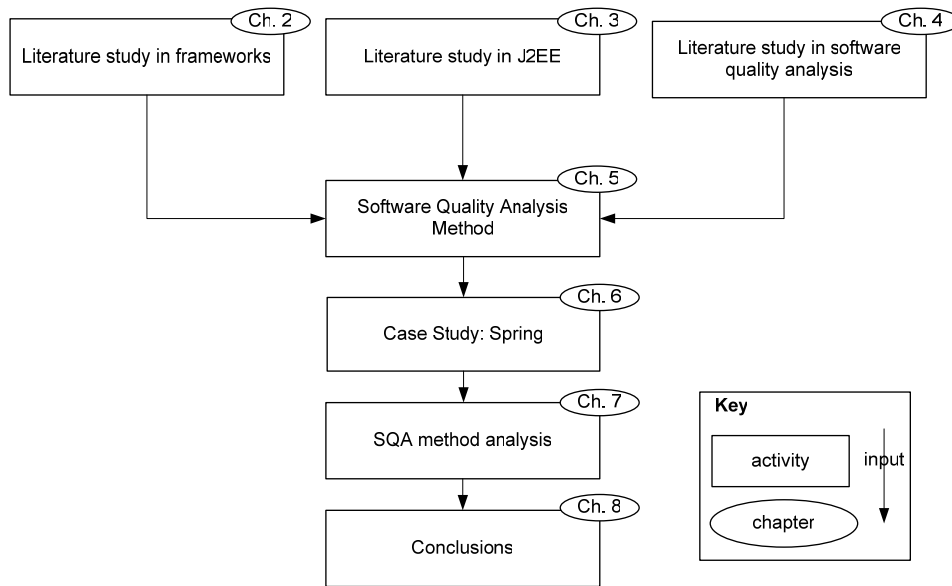 Ch. 2
Literature study in frameworks
Ch. 3
Literature study in J2EE
Ch. 4
Literature study in software
quality analysis
Ch. 5
Software Quality Analysis
Method
Ch. 6
Case Study: Spring
Ch. 7
SQA method analysis
Ch. 8
Conclusions
Key
activity
input
chapter